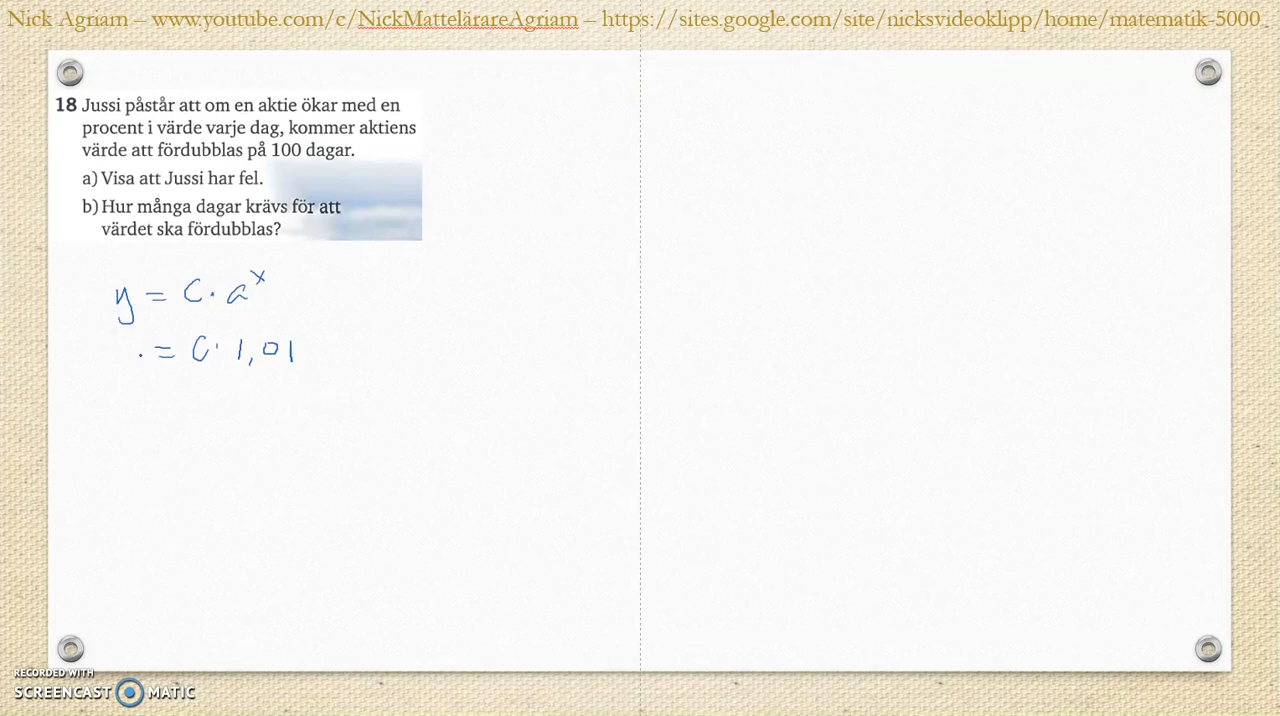 Nick Agriam – www.youtube.com/c/NickMattelärareAgriam – https://sites.google.com/site/nicksvideoklipp/home/matematik-5000
18 Jussi påstår att om en aktie ökar med en
procent i värde varje dag, kommer aktiens
värde att fördubblas på 100 dagar.
a) Visa att Jussi har fel.
b) Hur många dagar krävs för att
värdet ska fördubblas?
y = C · a^x
. = C · 1,01
RECORDED WITH
SCREENCAST MATIC